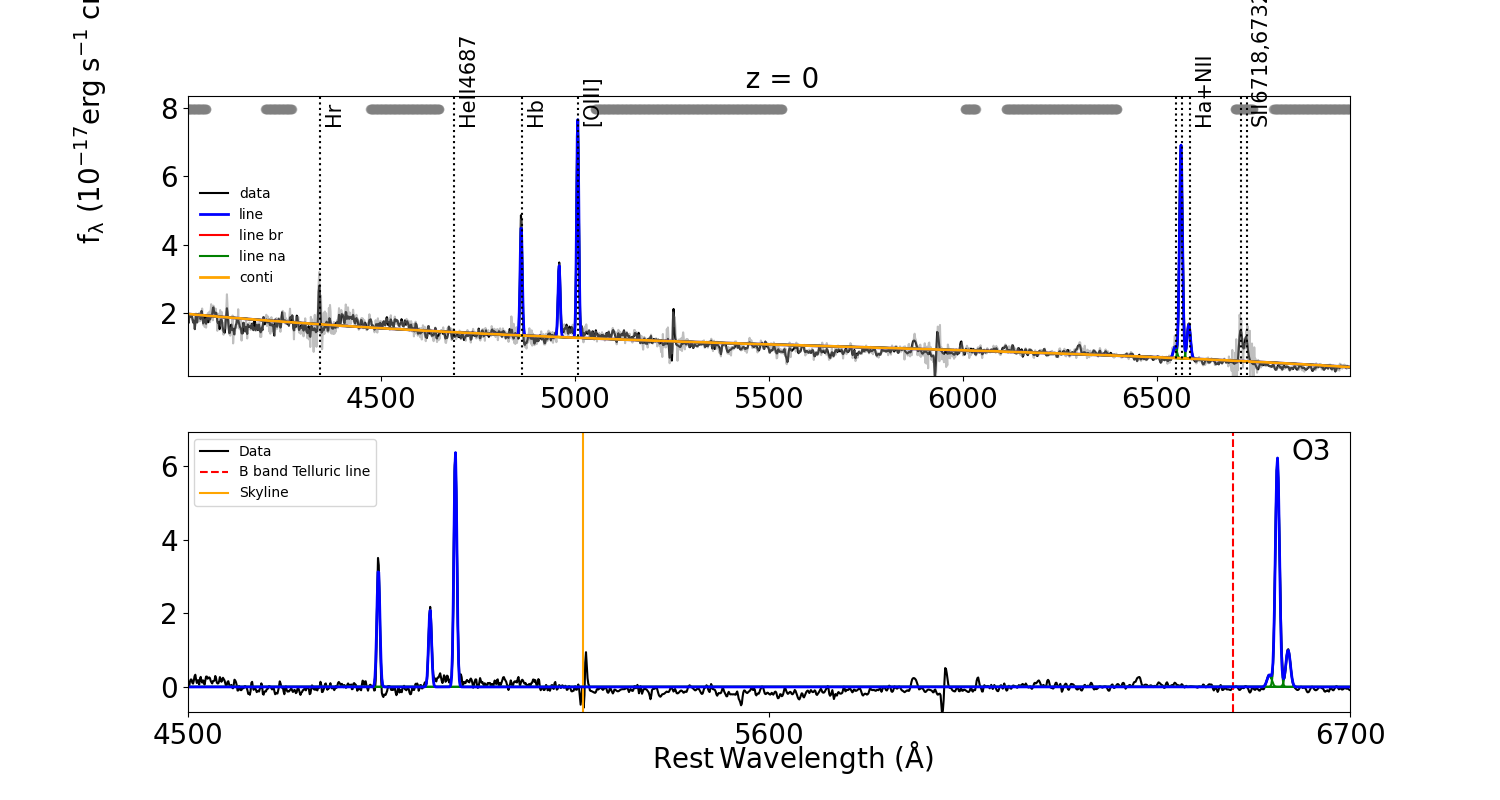 z = 0
f_λ (10^−17 erg s^−1 c
8
6
4
2
Hr
HeII4687
Hb
[OIII]
Ha+NII
SII6718,6732
data
line
line br
line na
conti
4500
5000
5500
6000
6500
Data
B band Telluric line
Skyline
O3
6
4
2
0
4500
5600
6700
Rest Wavelength (Å)